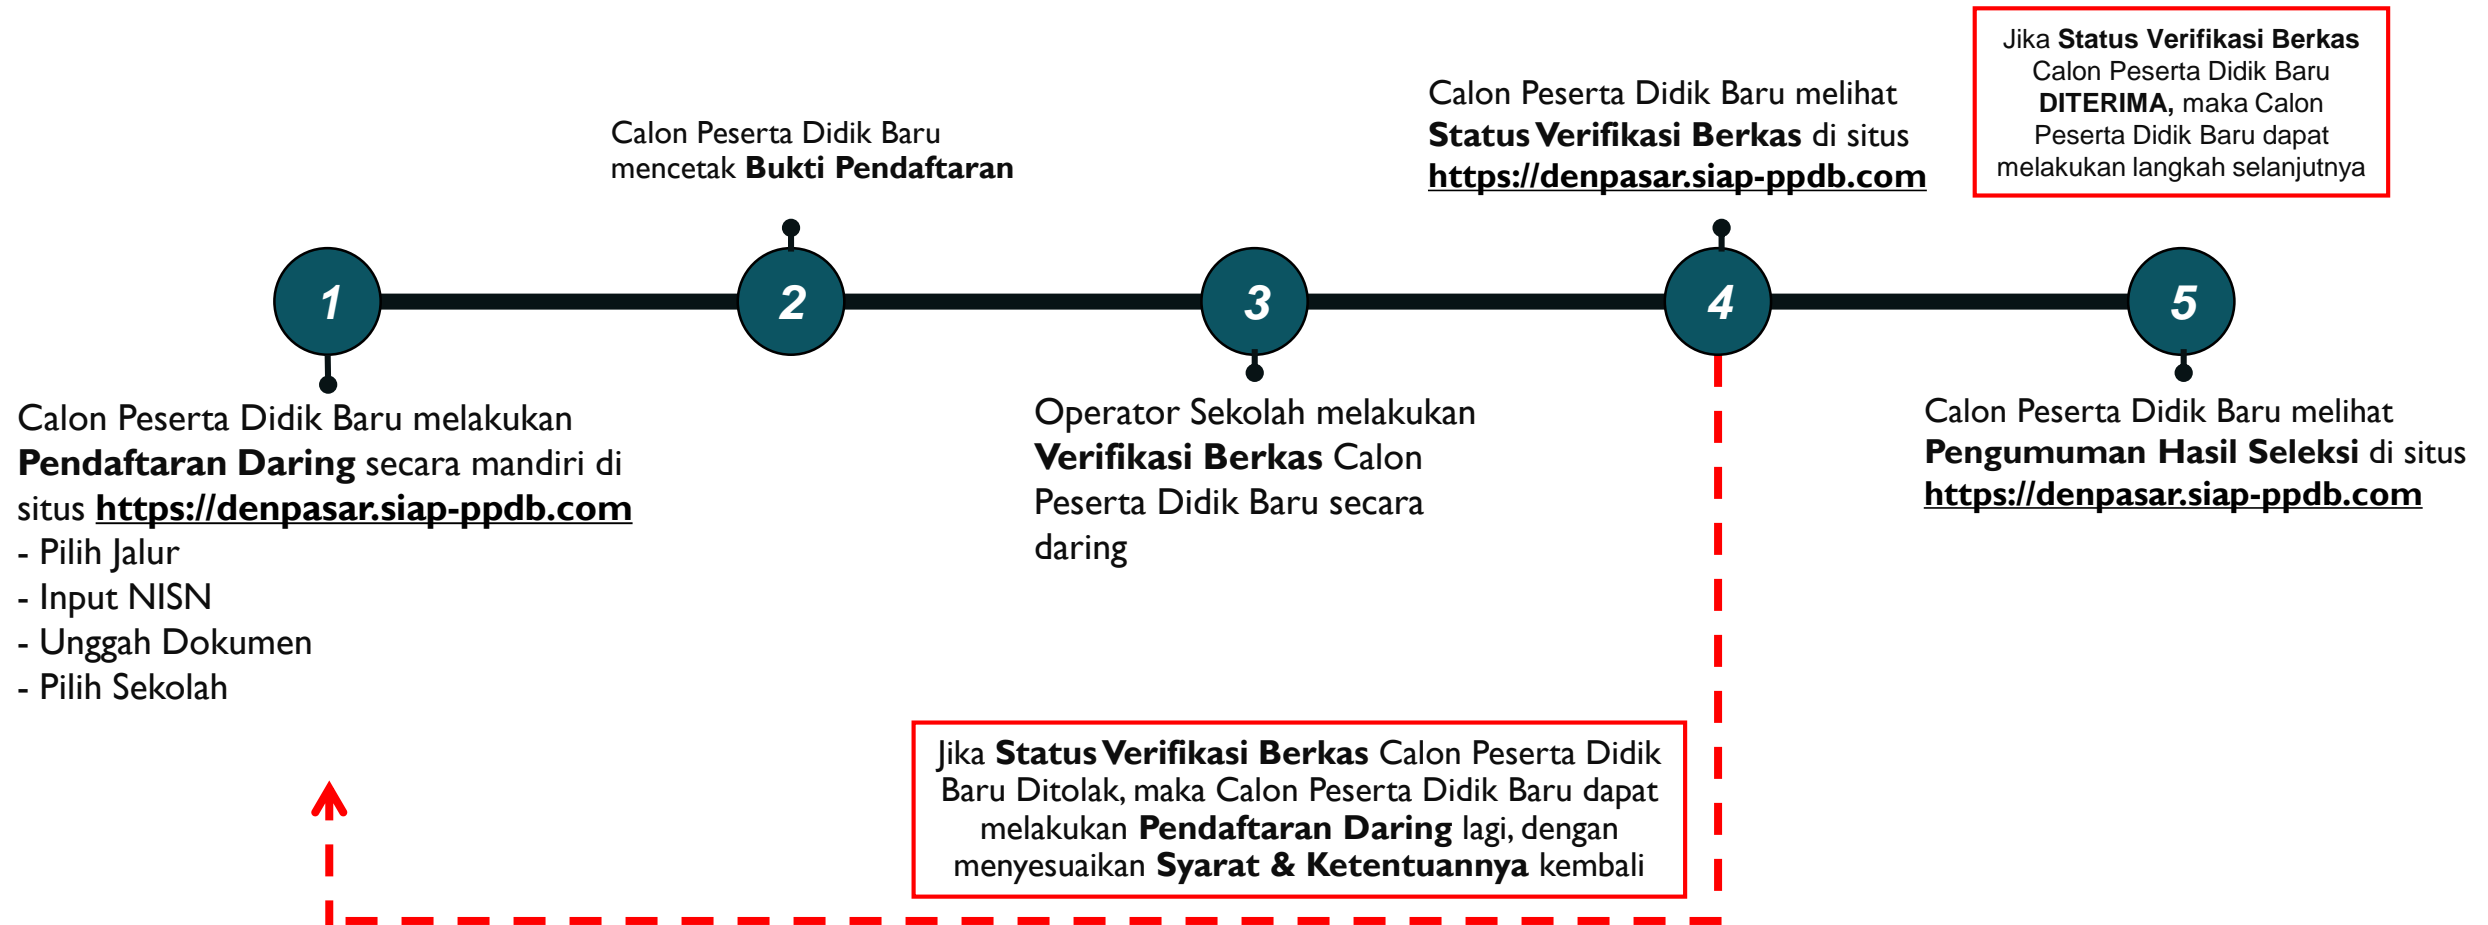 1
Calon Peserta Didik Baru melakukan
Pendaftaran Daring secara mandiri di
situs https://denpasar.siap-ppdb.com
- Pilih Jalur
- Input NISN
- Unggah Dokumen
- Pilih Sekolah
Calon Peserta Didik Baru
mencetak Bukti Pendaftaran
2
3
Operator Sekolah melakukan
Verifikasi Berkas Calon
Peserta Didik Baru secara
daring
Calon Peserta Didik Baru melihat
Status Verifikasi Berkas di situs
https://denpasar.siap-ppdb.com
4
Jika Status Verifikasi Berkas Calon Peserta Didik
Baru Ditolak, maka Calon Peserta Didik Baru dapat
melakukan Pendaftaran Daring lagi, dengan
menyesuaikan Syarat & Ketentuannya kembali
Jika Status Verifikasi Berkas
Calon Peserta Didik Baru
DITERIMA, maka Calon
Peserta Didik Baru dapat
melakukan langkah selanjutnya
5
Calon Peserta Didik Baru melihat
Pengumuman Hasil Seleksi di situs
https://denpasar.siap-ppdb.com